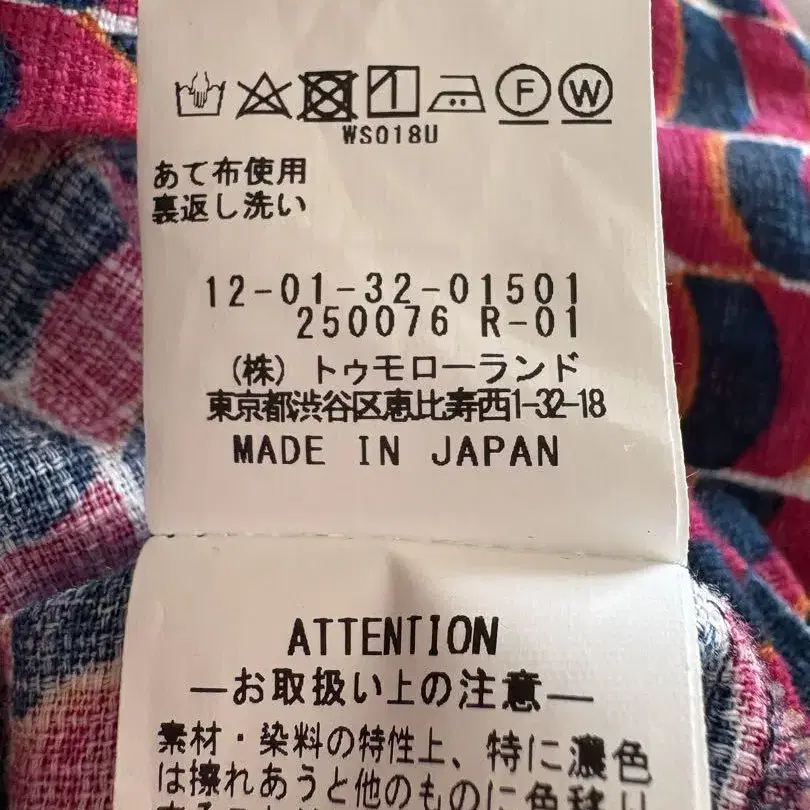 F W
WS018U
あて布使用
裏返し洗い
12-01-32-01501
250076 R-01
(株) トゥモローランド
東京都渋谷区恵比寿西1-32-18
MADE IN JAPAN
ATTENTION
—お取扱い上の注意—
素材・染料の特性上、特に濃色
は擦れあうと他のものに色移り